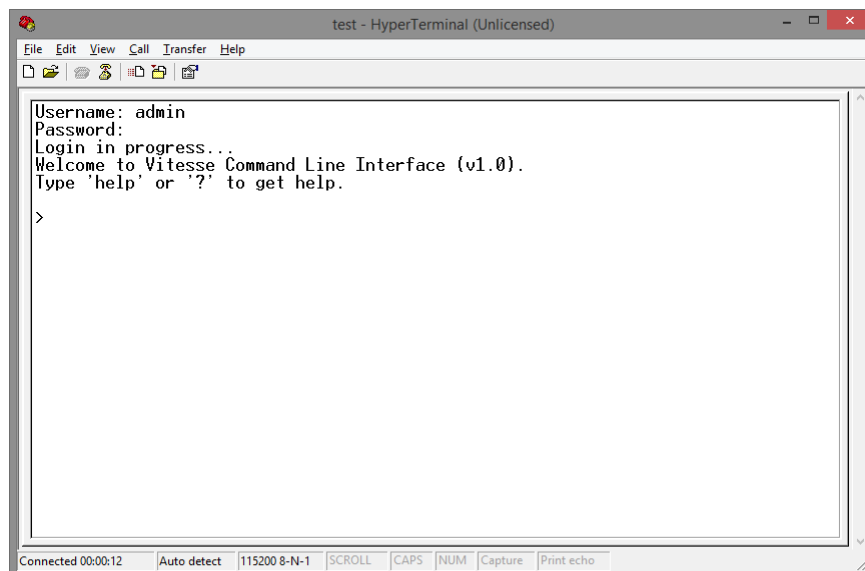 test - HyperTerminal (Unlicensed)
File Edit View Call Transfer Help
Username: admin
Password:
Login in progress...
Welcome to Vitesse Command Line Interface (v1.0).
Type 'help' or '?' to get help.
>
Connected 00:00:12 Auto detect 115200 8-N-1 SCROLL CAPS NUM Capture Print echo